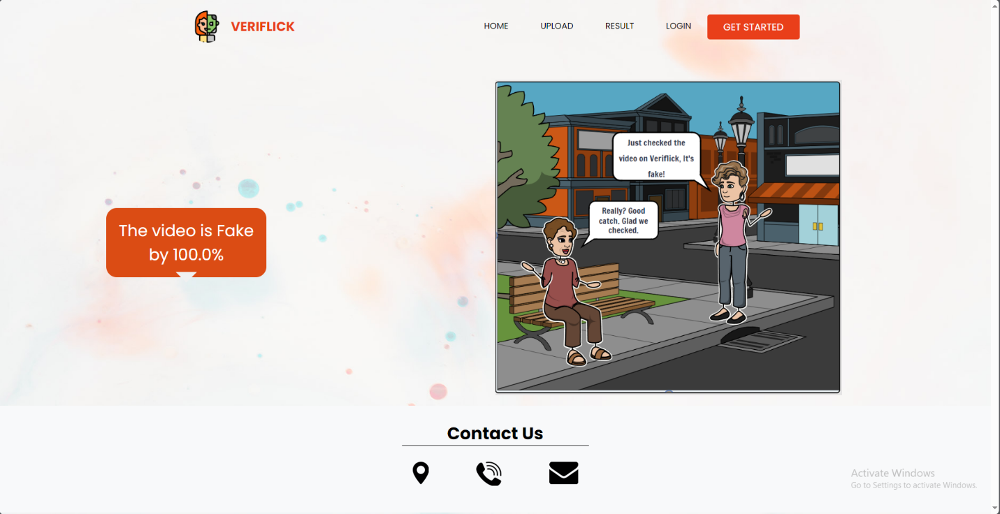 VERIFLICK
HOME
UPLOAD
RESULT
LOGIN
GET STARTED
The video is Fake
by 100.0%
Just checked the
video on Veriflick, It's
fake!
Really? Good
catch. Glad we
checked.
Contact Us
Activate Windows
Go to Settings to activate Windows.